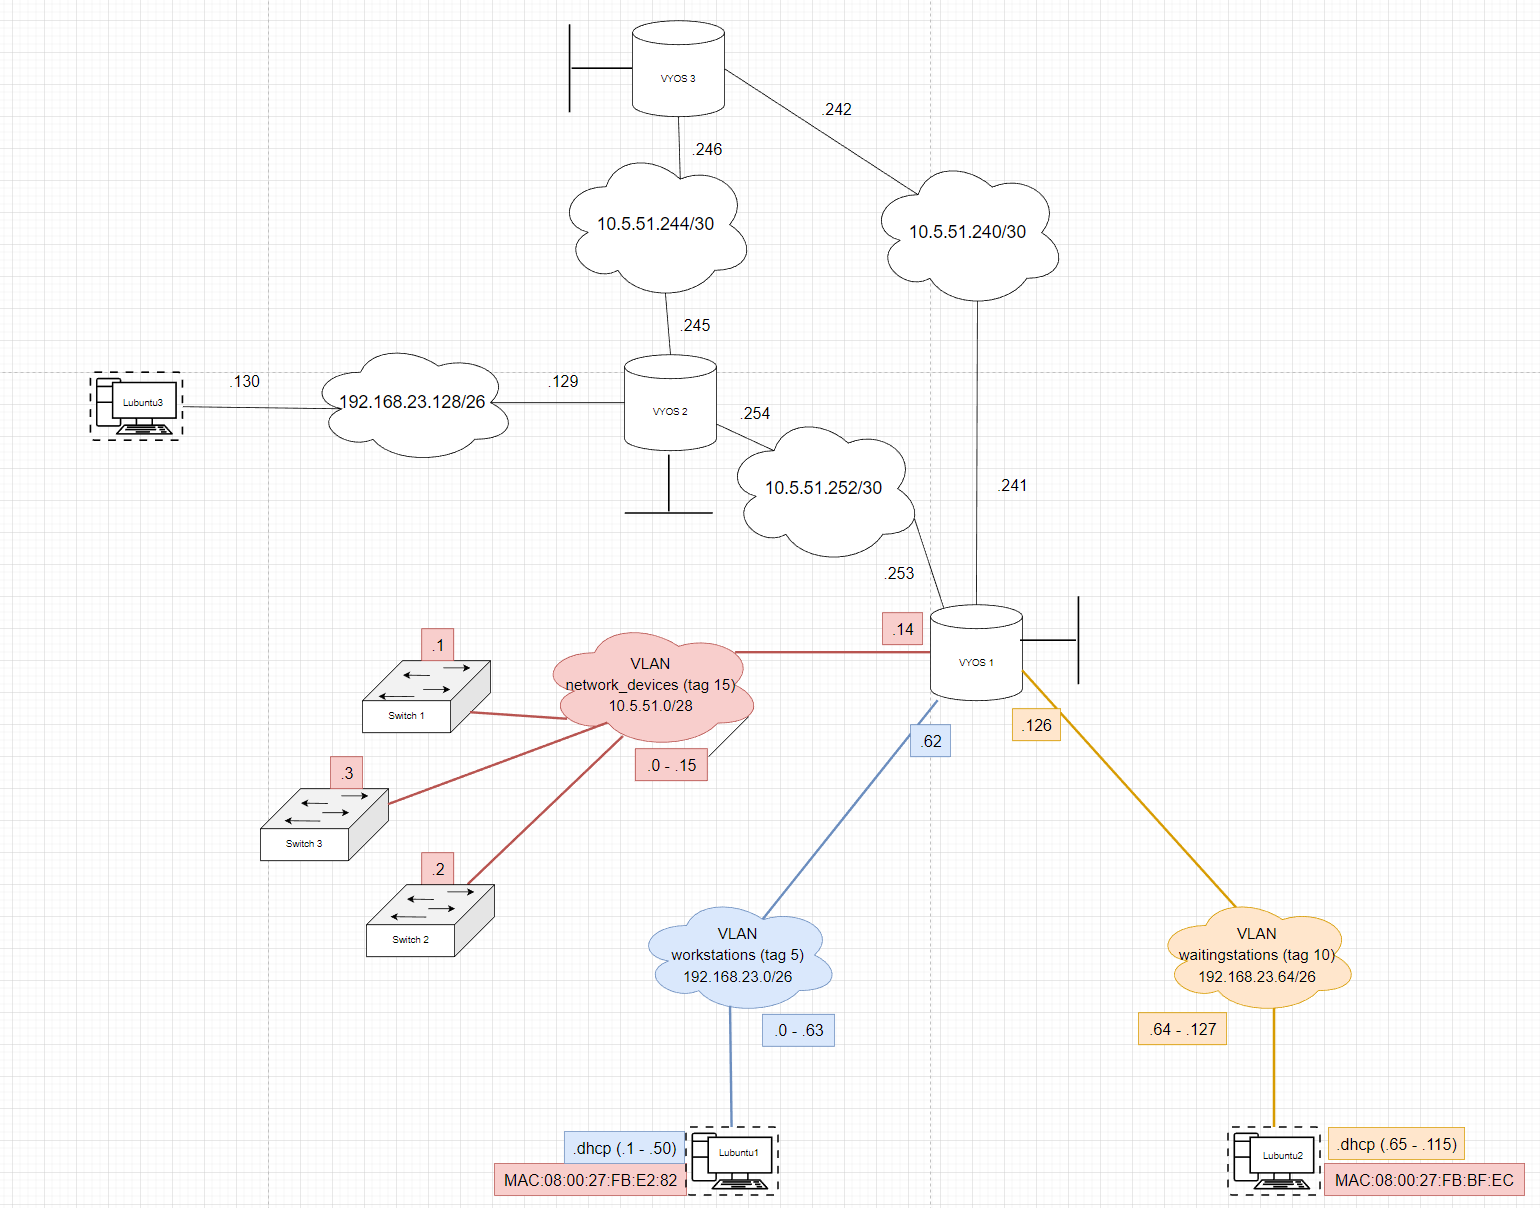 VYOS 3
.242
.246
10.5.51.244/30
10.5.51.240/30
.245
.130
.129
Lubuntu3
192.168.23.128/26
VYOS 2
.254
10.5.51.252/30
.241
.253
.14
.1
VYOS 1
VLAN
network_devices (tag 15)
10.5.51.0/28
Switch 1
.126
.62
.0 - .15
.3
Switch 3
.2
Switch 2
VLAN
workstations (tag 5)
192.168.23.0/26
VLAN
waitingstations (tag 10)
192.168.23.64/26
.0 - .63
.64 - .127
.dhcp (.1 - .50)
Lubuntu1
MAC:08:00:27:FB:E2:82
Lubuntu2
.dhcp (.65 - .115)
MAC:08:00:27:FB:BF:EC